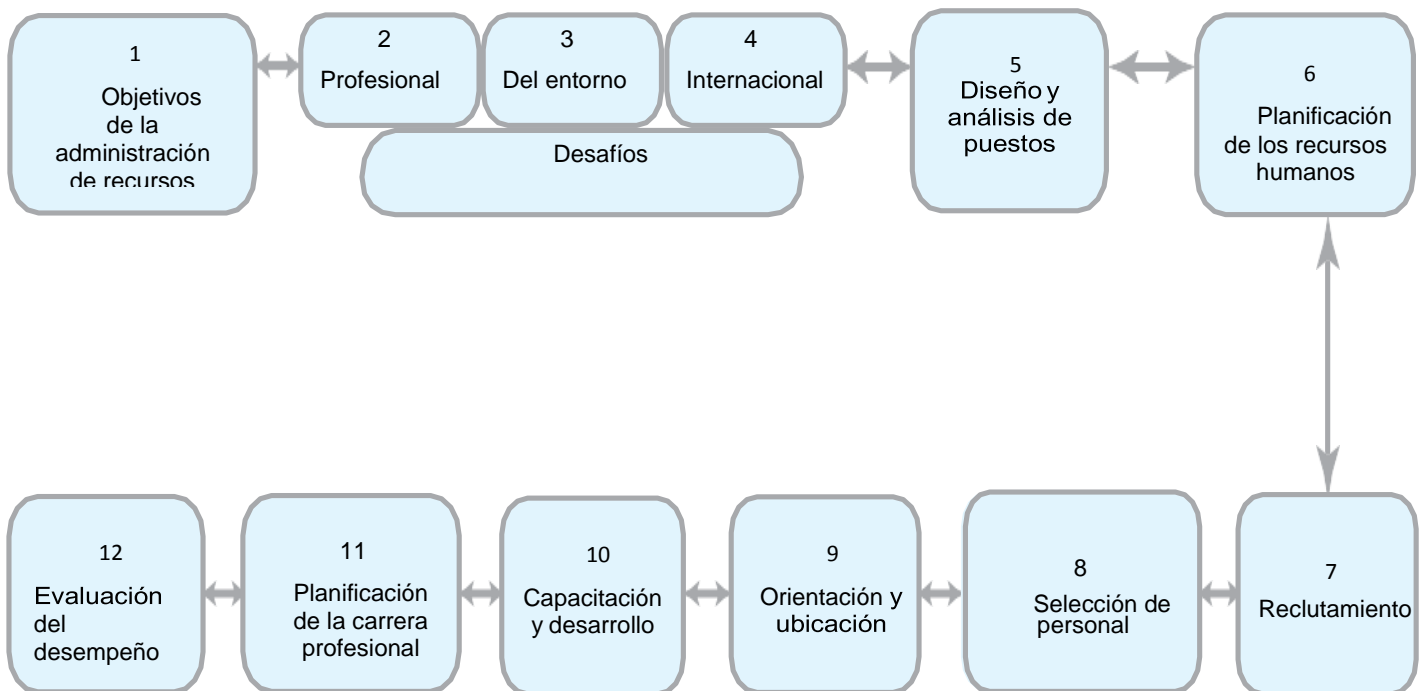 1
Objetivos
de la
administración
de recursos
2
Profesional
3
Del entorno
4
Internacional
Desafíos
5
Diseño y
análisis de
puestos
6
Planificación
de los recursos
humanos
12
Evaluación
del
desempeño
11
Planificación
de la carrera
profesional
10
Capacitación
y desarrollo
9
Orientación y
ubicación
8
Selección de
personal
7
Reclutamiento